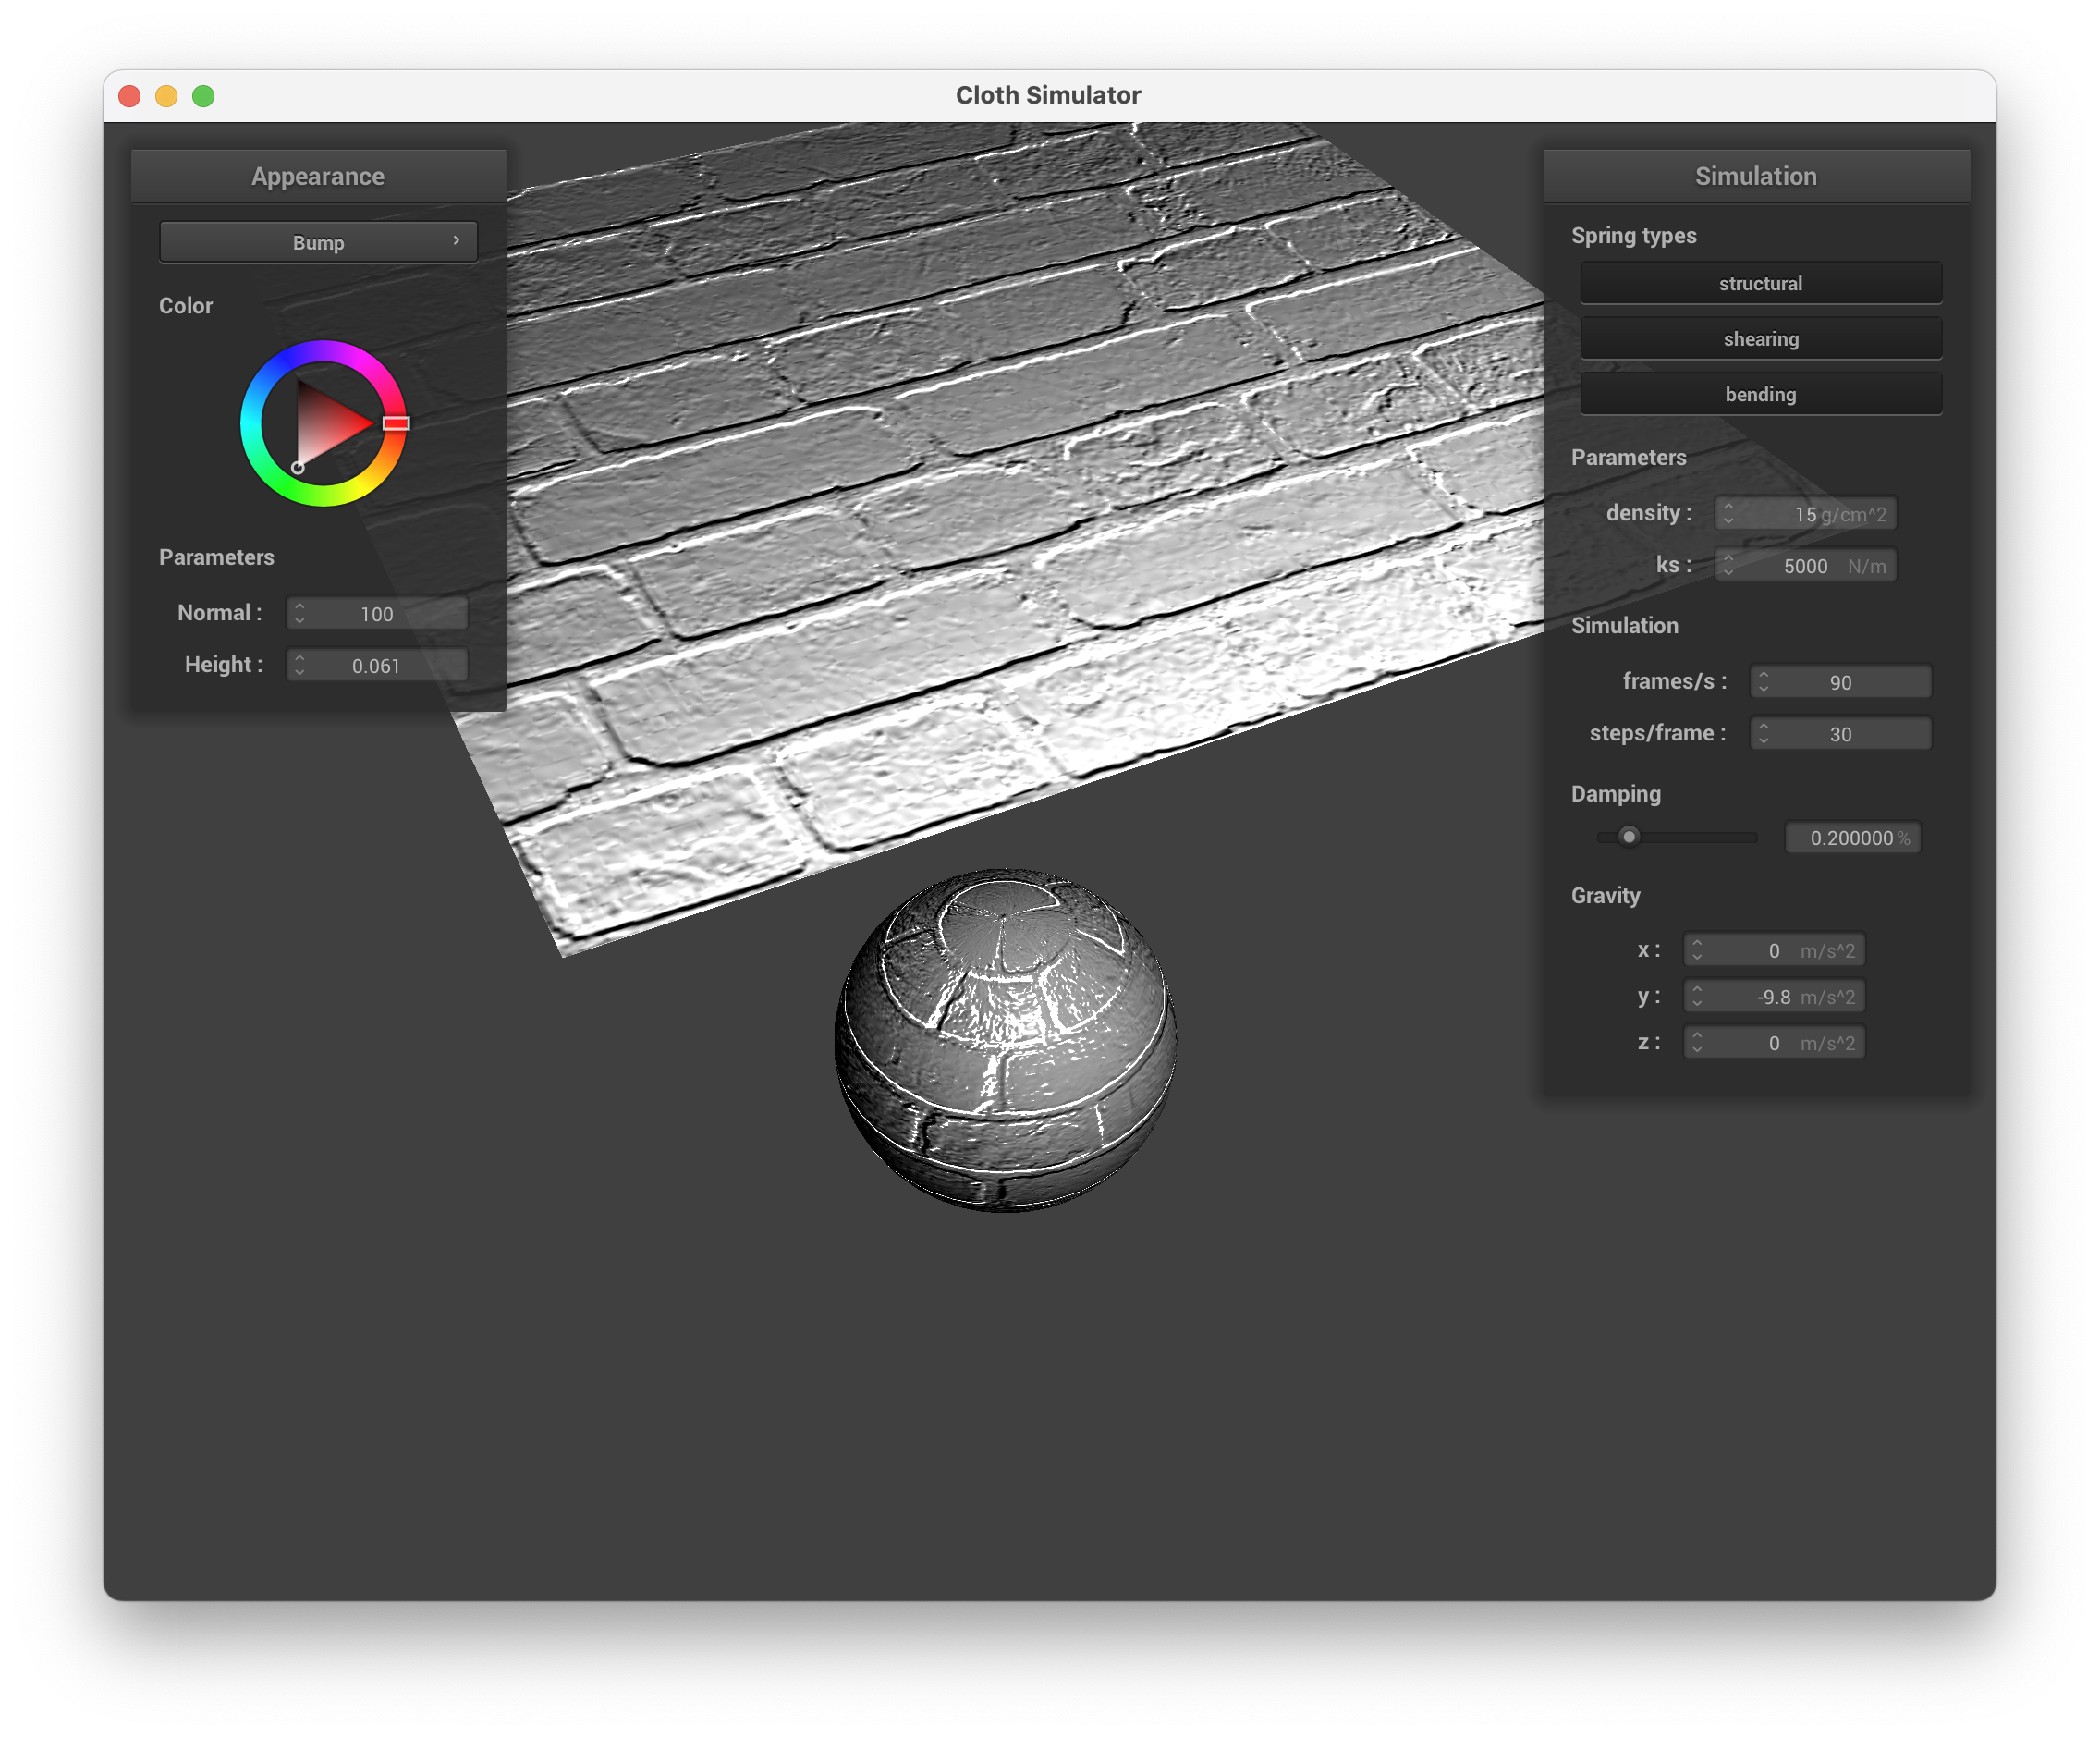 Cloth Simulator
Appearance
Bump
Color
Parameters
Normal : 100
Height : 0.061
Simulation
Spring types
structural
shearing
bending
Parameters
density : 15 g/cm^2
ks : 5000 N/m
Simulation
frames/s : 90
steps/frame : 30
Damping
0.200000 %
Gravity
x : 0 m/s^2
y : -9.8 m/s^2
z : 0 m/s^2